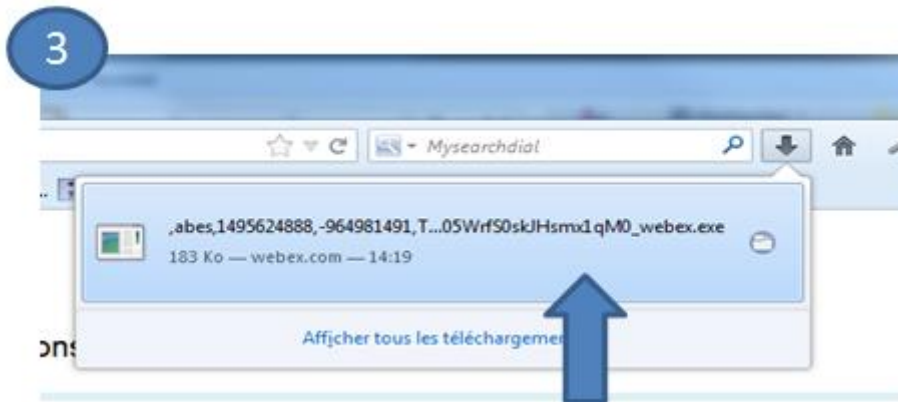 3
Mysearchdial
,abes,1495624888,-964981491,T...05WrfS0skJHsmx1qM0_webex.exe
183 Ko — webex.com — 14:19
Afficher tous les téléchargemen
ons